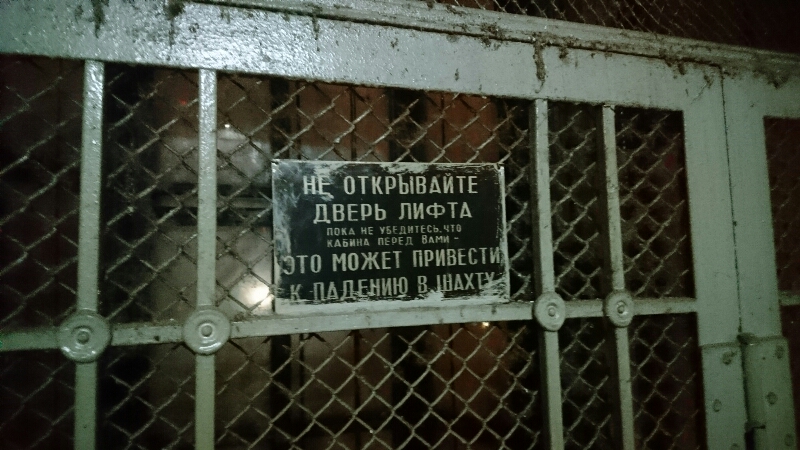 НЕ ОТКРЫВАЙТЕ
ДВЕРЬ ЛИФТА
ПОКА НЕ УБЕДИТЕСЬ, ЧТО
КАБИНА ПЕРЕД ВАМИ –
ЭТО МОЖЕТ ПРИВЕСТИ
К ПАДЕНИЮ В ШАХТУ